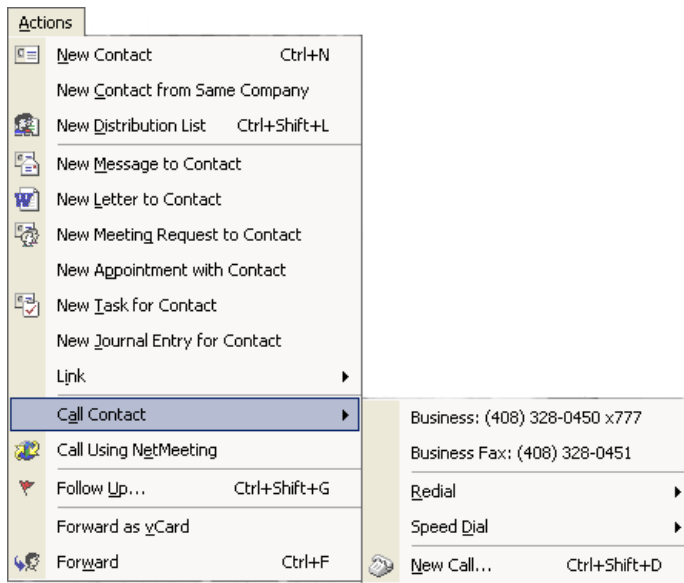 Actions
New Contact Ctrl+N
New Contact from Same Company
New Distribution List Ctrl+Shift+L
New Message to Contact
New Letter to Contact
New Meeting Request to Contact
New Appointment with Contact
New Task for Contact
New Journal Entry for Contact
Link
Call Contact
Call Using NetMeeting
Follow Up... Ctrl+Shift+G
Forward as vCard
Forward Ctrl+F
Business: (408) 328-0450 x777
Business Fax: (408) 328-0451
Redial
Speed Dial
New Call... Ctrl+Shift+D